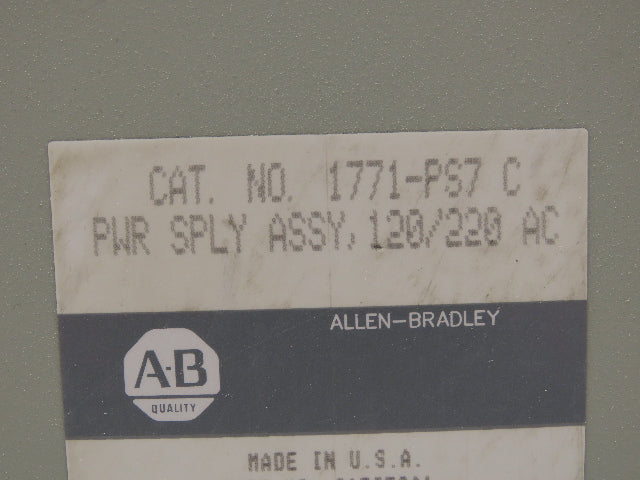 CAT. NO. 1771-PS7 C
PWR SPLY ASSY, 120/220 AC
ALLEN-BRADLEY
A-B
QUALITY
MADE IN U.S.A.